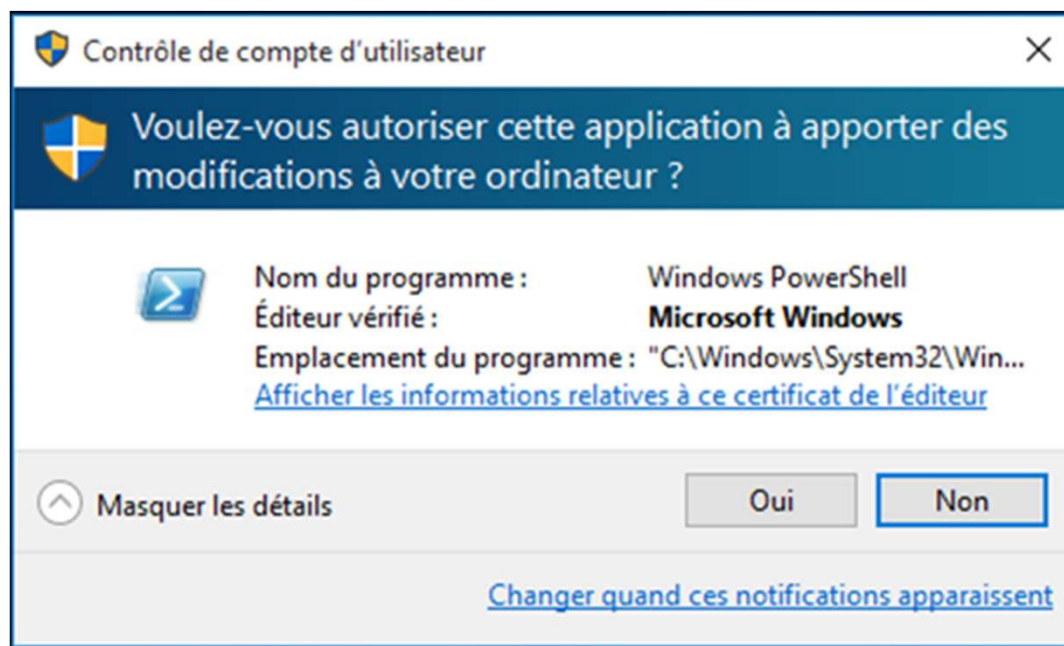 Contrôle de compte d'utilisateur
Voulez-vous autoriser cette application à apporter des
modifications à votre ordinateur ?
Nom du programme : Windows PowerShell
Éditeur vérifié : Microsoft Windows
Emplacement du programme : "C:\Windows\System32\Win...
Afficher les informations relatives à ce certificat de l'éditeur
Masquer les détails Oui Non
Changer quand ces notifications apparaissent